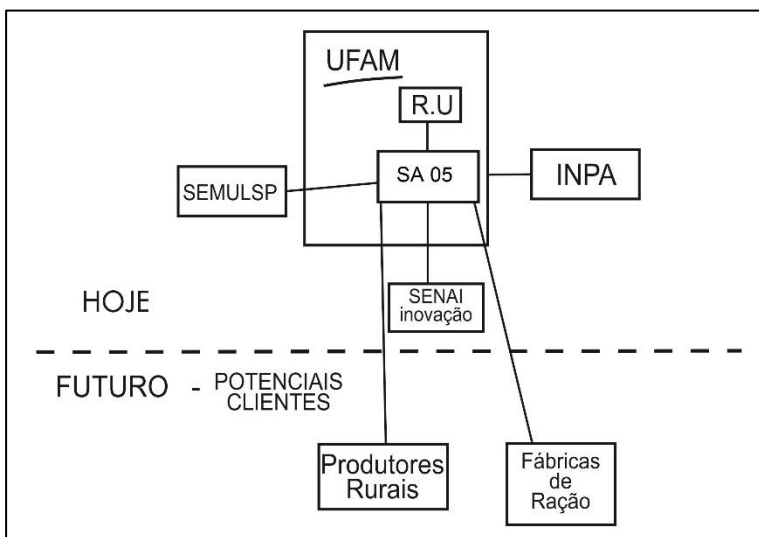 UFAM
R.U
SA 05
SEMULSP
INPA
SENAI
inovação
HOJE
FUTURO - POTENCIAIS
CLIENTES
Produtores
Rurais
Fábricas
de
Ração